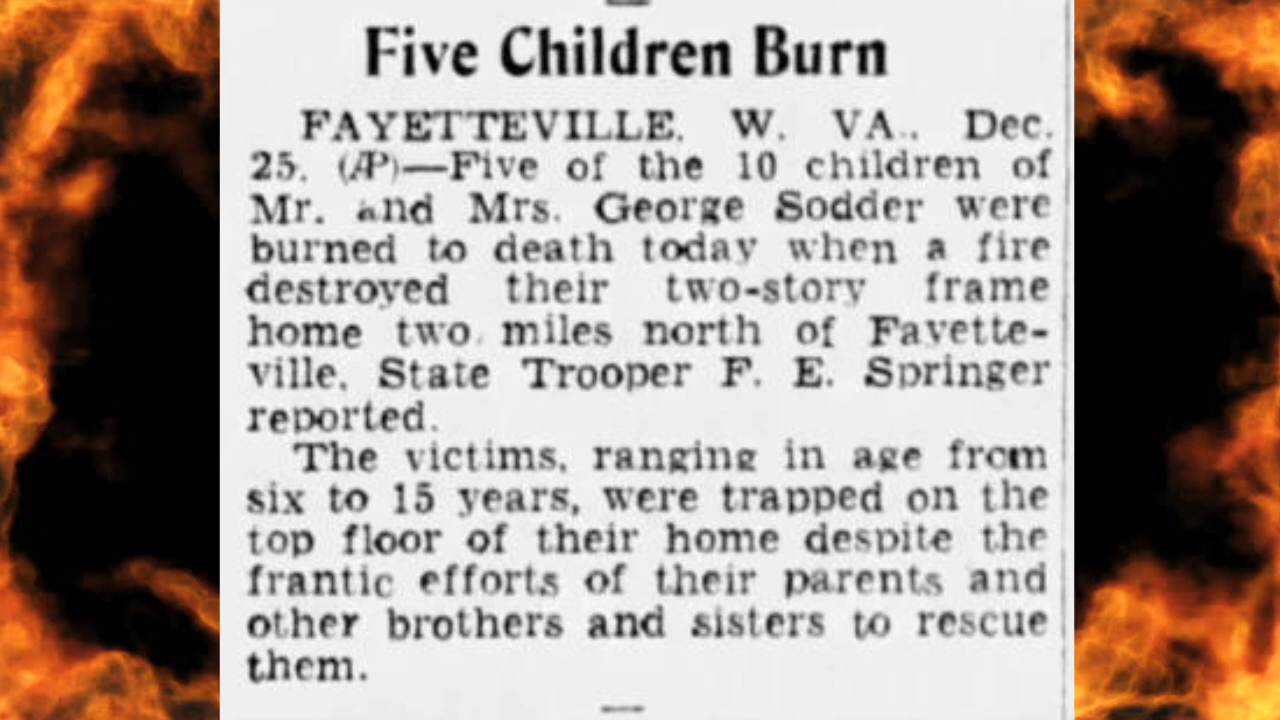 Five Children Burn
FAYETTEVILLE, W. VA., Dec.
25. (AP)—Five of the 10 children of
Mr. and Mrs. George Sodder were
burned to death today when a fire
destroyed their two-story frame
home two miles north of Fayette-
ville, State Trooper F. E. Springer
reported.
The victims, ranging in age from
six to 15 years, were trapped on the
top floor of their home despite the
frantic efforts of their parents and
other brothers and sisters to rescue
them.